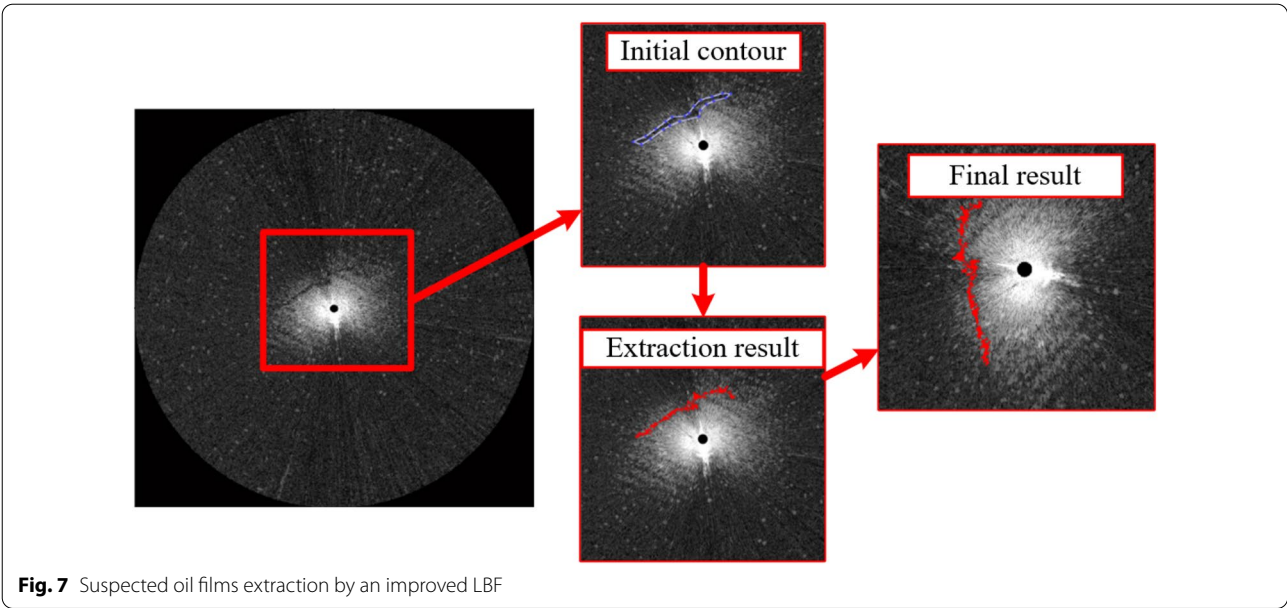 Initial contour
Final result
Extraction result
Fig. 7 Suspected oil films extraction by an improved LBF